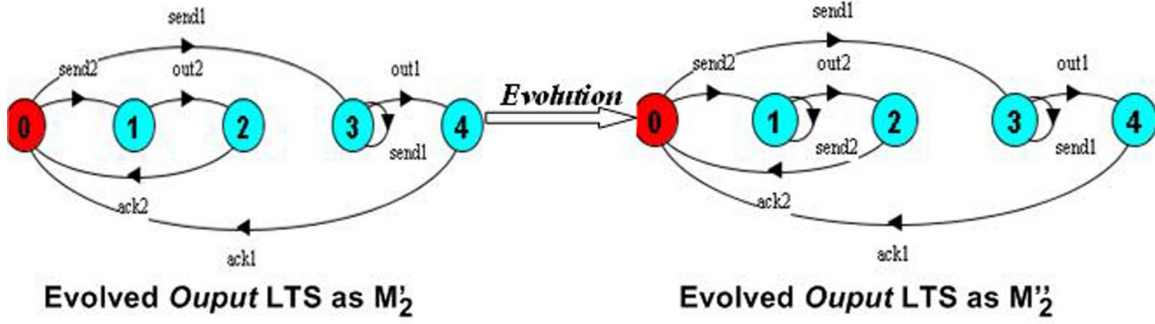 send1
send2
out2
out1
0
1
2
3
4
send1
ack2
ack1
Evolved Ouput LTS as M'2
Evolution
send1
send2
out2
out1
0
1
2
3
4
send2
send1
ack2
ack1
Evolved Ouput LTS as M''2